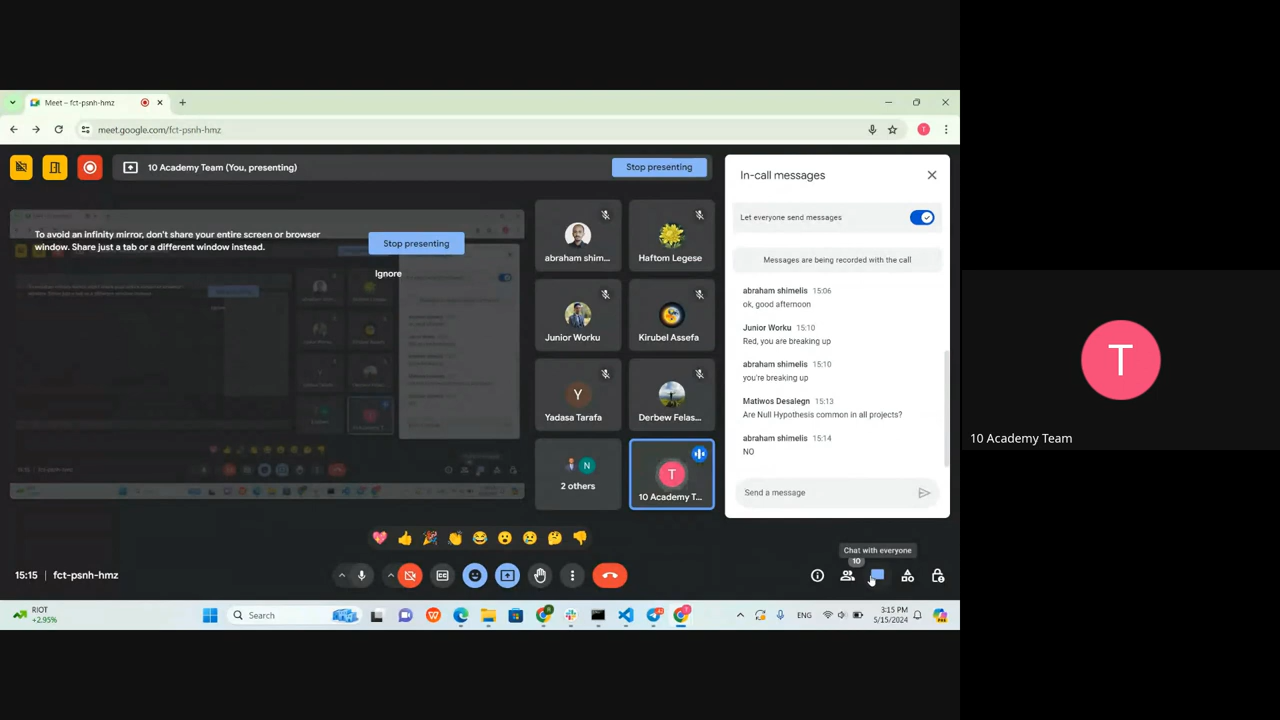 Meet – fct-psnh-hmz
meet.google.com/fct-psnh-hmz
10 Academy Team (You, presenting)
Stop presenting
To avoid an infinity mirror, don't share your entire screen or browser
window. Share just a tab or a different window instead.
Stop presenting
Ignore
abraham shim...
Haftom Legese
Junior Worku
Kirubel Assefa
Y
Yadasa Tarafa
Derbew Felas...
N
2 others
T
10 Academy T...
In-call messages
Let everyone send messages
Messages are being recorded with the call
abraham shimelis 15:06
ok, good afternoon
Junior Worku 15:10
Red, you are breaking up
abraham shimelis 15:10
you're breaking up
Matiwos Desalegn 15:13
Are Null Hypothesis common in all projects?
abraham shimelis 15:14
NO
Send a message
Chat with everyone
10
15:15 fct-psnh-hmz
RIOT
+2.95%
Search
ENG
3:15 PM
5/15/2024
T
10 Academy Team